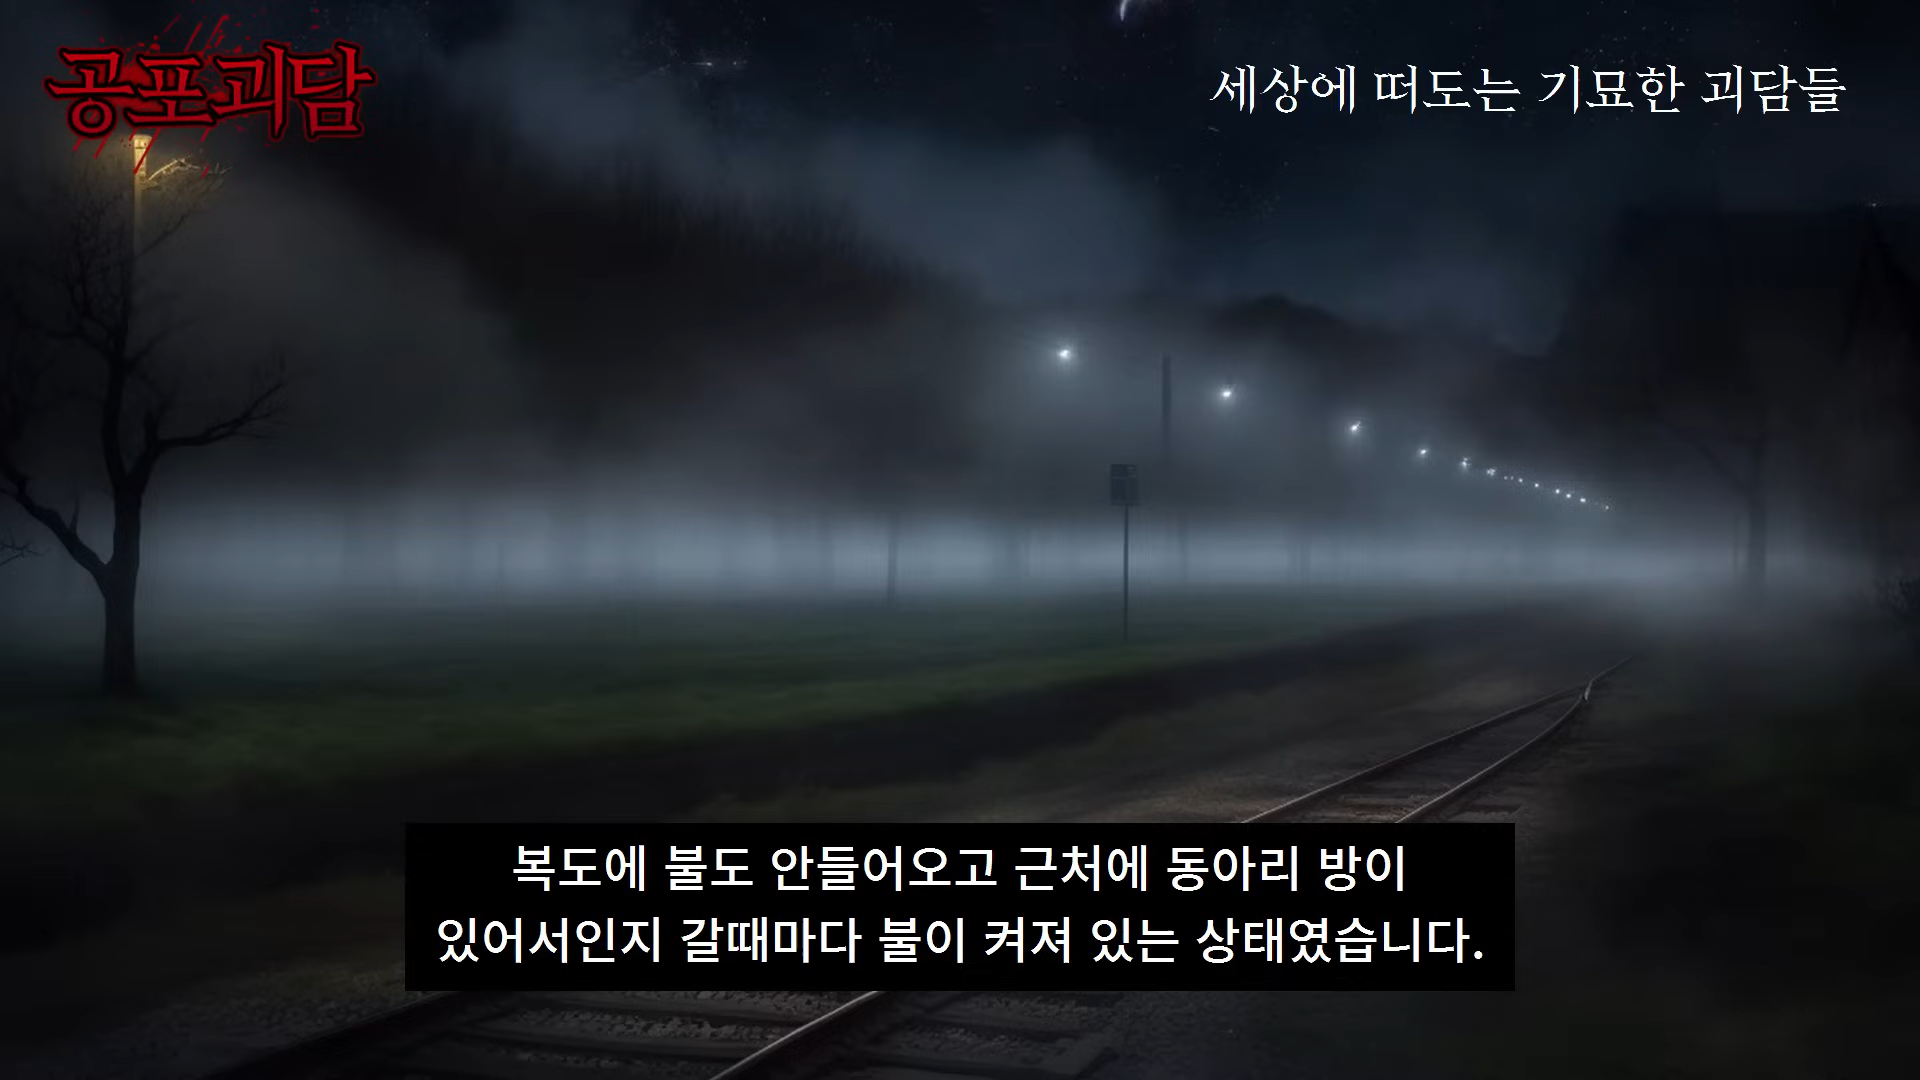 공포괴담
세상에 떠도는 기묘한 괴담들
복도에 불도 안들어오고 근처에 동아리 방이
있어서인지 갈때마다 불이 켜져 있는 상태였습니다.